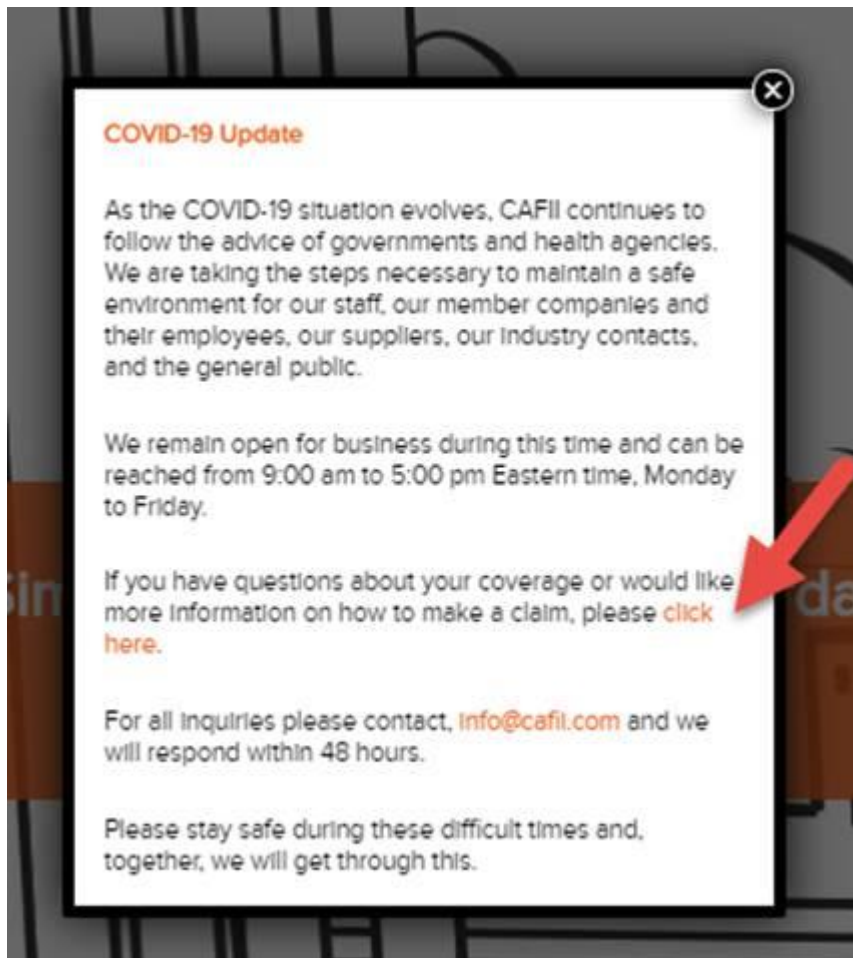 COVID-19 Update
As the COVID-19 situation evolves, CAFII continues to
follow the advice of governments and health agencies.
We are taking the steps necessary to maintain a safe
environment for our staff, our member companies and
their employees, our suppliers, our industry contacts,
and the general public.
We remain open for business during this time and can be
reached from 9:00 am to 5:00 pm Eastern time, Monday
to Friday.
If you have questions about your coverage or would like
more information on how to make a claim, please click
here.
For all inquiries please contact, info@cafii.com and we
will respond within 48 hours.
Please stay safe during these difficult times and,
together, we will get through this.